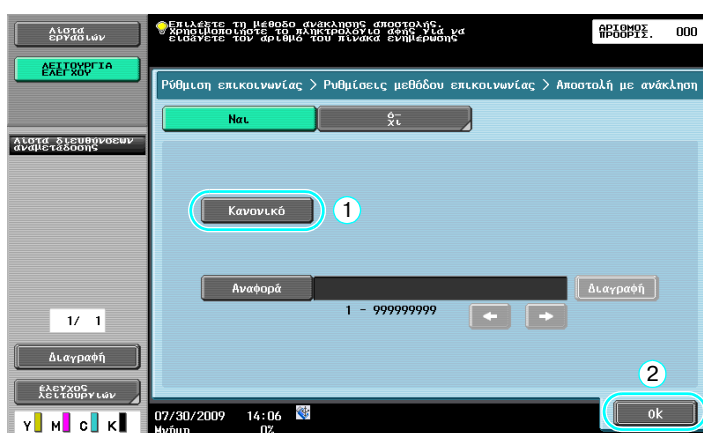 Λίστα
εργασιών
ΛΕΙΤΟΥΡΓΙΑ
ΕΛΕΓΧΟΥ
Λίστα διευθύνσεων
αναμετάδοσης
1/ 1
Διαγραφή
έλεγχος
λειτουργιών
Y M C K
Επιλέξτε τη μέθοδο ανάκλησης αποστολής.
Χρησιμοποιήστε το πληκτρολόγιο αφής για να
εισάγετε τον αριθμό του πίνακα ενημέρωσης
ΑΡΙΘΜΟΣ
ΠΡΟΟΡΙΣ. 000
Ρύθμιση επικοινωνίας > Ρυθμίσεις μεθόδου επικοινωνίας > Αποστολή με ανάκληση
Ναι
ό-
χι
Κανονικό
1
Αναφορά
Διαγραφή
1 - 999999999
2
Ok
07/30/2009 14:06
Μνήμη 0%